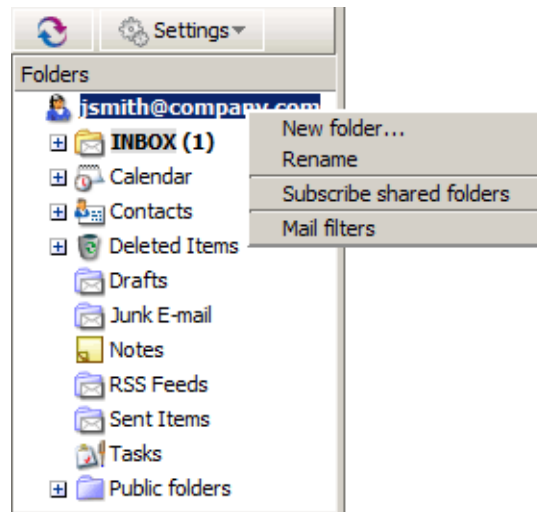 Settings
Folders
jsmith@company.com
INBOX (1)
Calendar
Contacts
Deleted Items
Drafts
Junk E-mail
Notes
RSS Feeds
Sent Items
Tasks
Public folders
New folder...
Rename
Subscribe shared folders
Mail filters